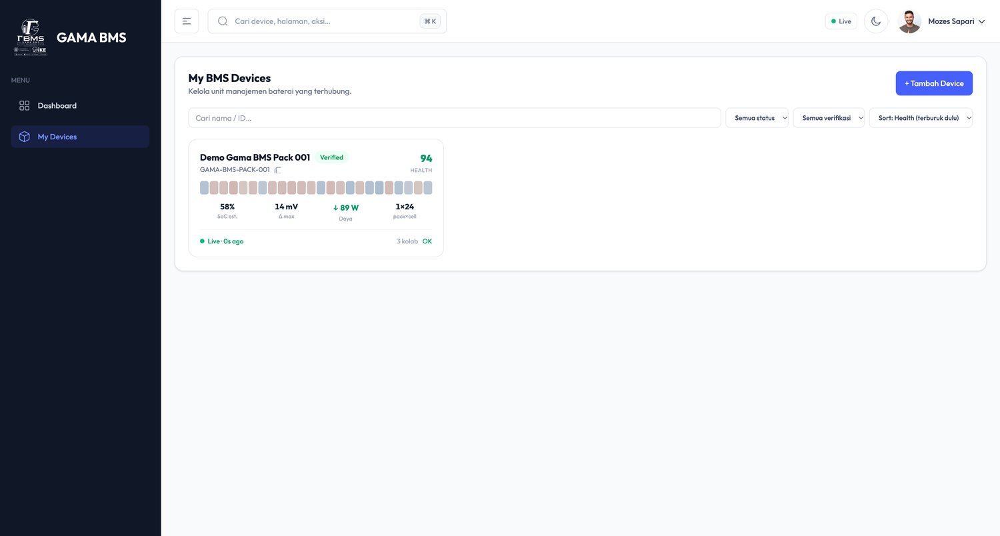 ΓBMS
GAMA BMS
⌘ K
Cari device, halaman, aksi...
Live
Mozes Sapari
MENU
Dashboard
My Devices
My BMS Devices
Kelola unit manajemen baterai yang terhubung.
+ Tambah Device
Cari nama / ID...
Semua status
Semua verifikasi
Sort: Health (terburuk dulu)
Demo Gama BMS Pack 001 Verified
94
GAMA-BMS-PACK-001
HEALTH
58% 14 mV ↓ 89 W 1×24
SoC est. Δ max Daya pack×cell
Live · 0s ago 3 kolab OK